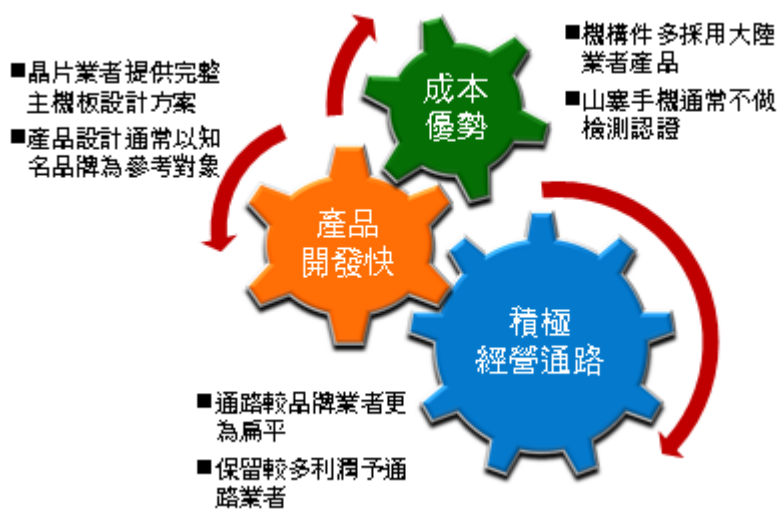 ■晶片業者提供完整
主機板設計方案
■產品設計通常以知
名品牌為參考對象
成本
優勢
■機構件多採用大陸
業者產品
■山寨手機通常不做
檢測認證
產品
開發快
積極
經營通路
■通路較品牌業者更
為扁平
■保留較多利潤予通
路業者